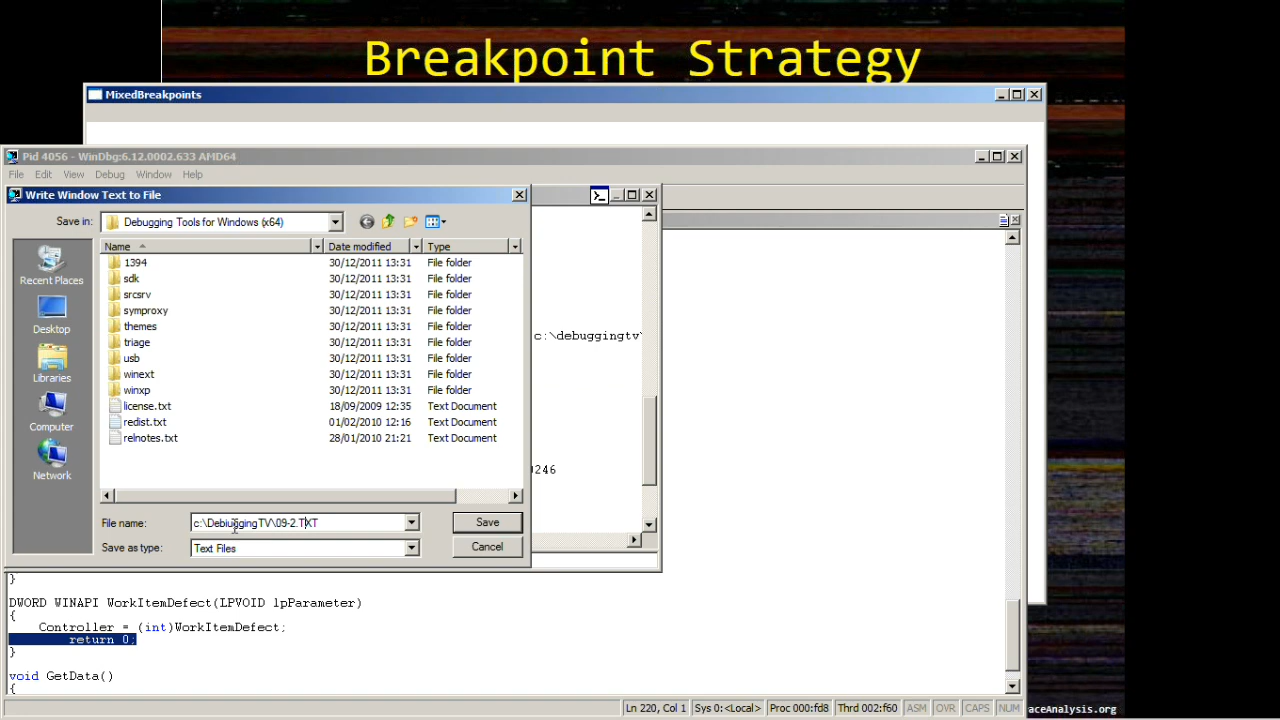 Breakpoint Strategy
MixedBreakpoints
Pid 4056 - WinDbg:6.12.0002.633 AMD64
File Edit View Debug Window Help
Write Window Text to File
Save in: Debugging Tools for Windows (x64)
Name Date modified Type
1394 30/12/2011 13:31 File folder
sdk 30/12/2011 13:31 File folder
srcsrv 30/12/2011 13:31 File folder
symproxy 30/12/2011 13:31 File folder
themes 30/12/2011 13:31 File folder
triage 30/12/2011 13:31 File folder
usb 30/12/2011 13:31 File folder
winext 30/12/2011 13:31 File folder
winxp 30/12/2011 13:31 File folder
license.txt 18/09/2009 12:35 Text Document
redist.txt 01/02/2010 12:16 Text Document
relnotes.txt 28/01/2010 21:21 Text Document
Recent Places
Desktop
Libraries
Computer
Network
File name: c:\DebiuggingTV\09-2.TXT Save
Save as type: Text Files Cancel
c:\debuggingtv\
246
}
DWORD WINAPI WorkItemDefect(LPVOID lpParameter)
{
Controller = (int)WorkItemDefect;
return 0;
}
void GetData()
{
Ln 220, Col 1 Sys 0:<Local> Proc 000:fd8 Thrd 002:f60 ASM OVR CAPS NUM
aceAnalysis.org